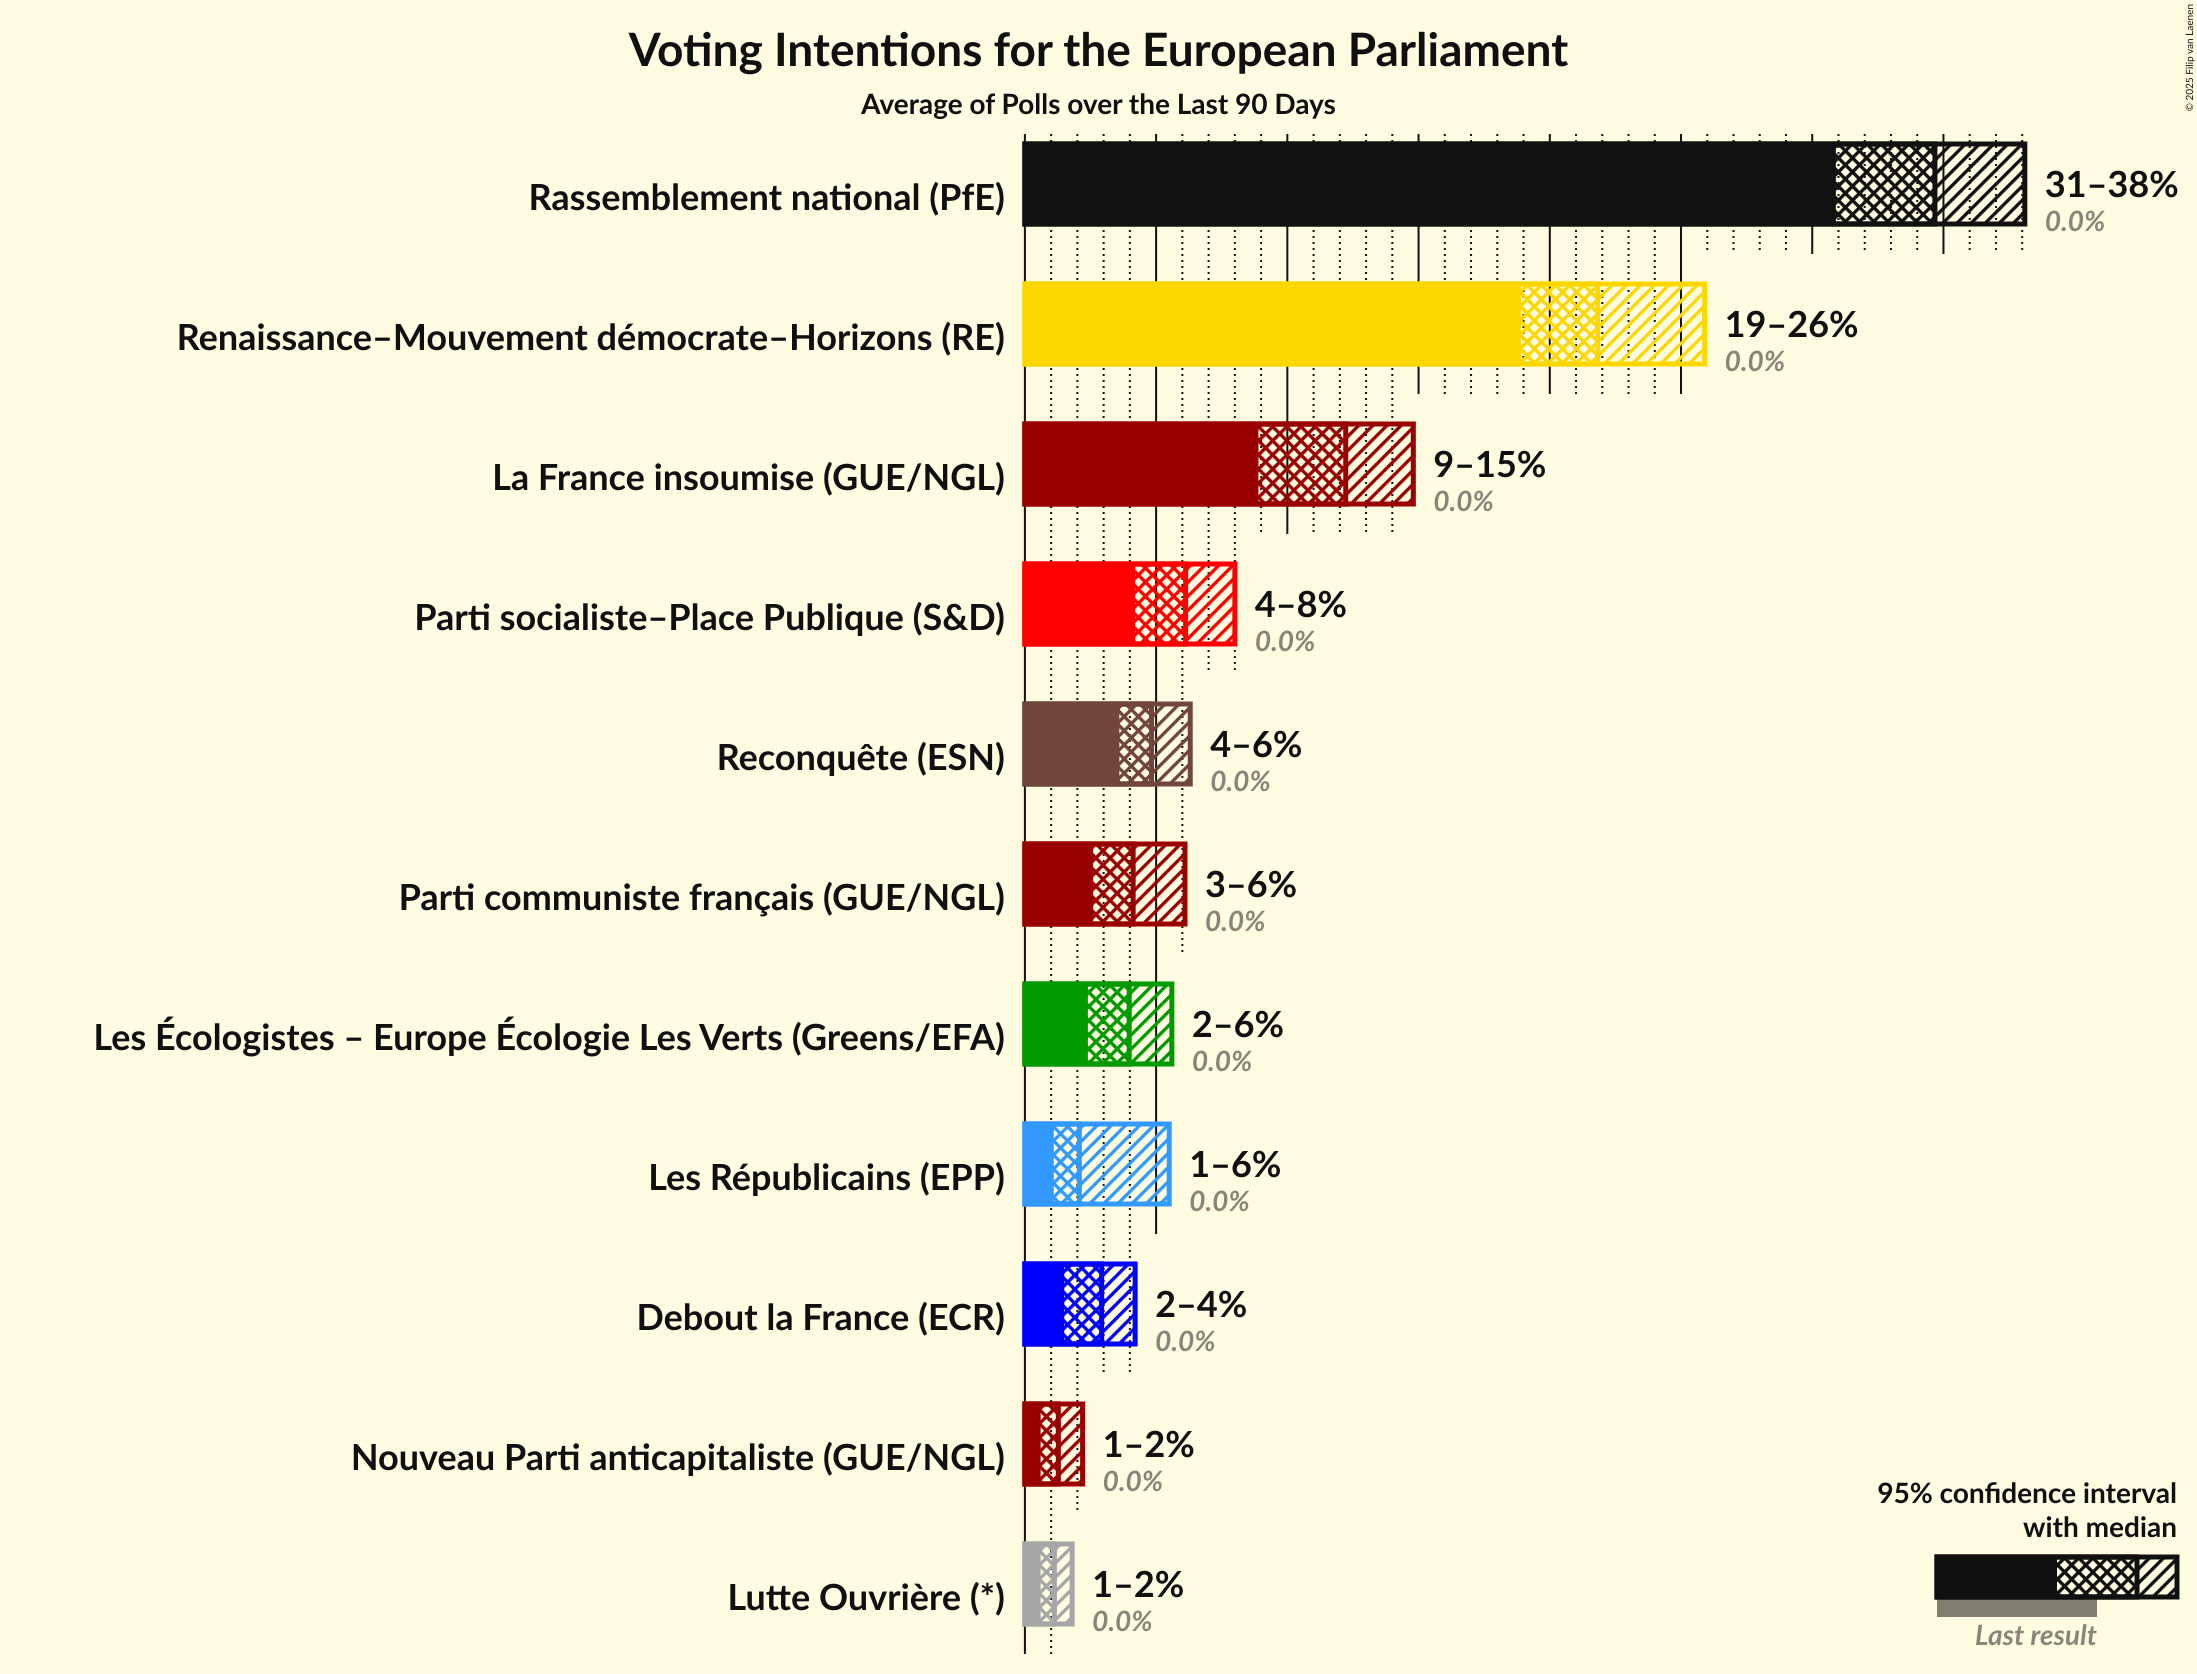 Voting Intentions for the European Parliament
Average of Polls over the Last 90 Days
© 2025 Filip van Laenen
Rassemblement national (PfE)
31–38%
0.0%
Renaissance–Mouvement démocrate–Horizons (RE)
19–26%
0.0%
La France insoumise (GUE/NGL)
9–15%
0.0%
Parti socialiste–Place Publique (S&D)
4–8%
0.0%
Reconquête (ESN)
4–6%
0.0%
Parti communiste français (GUE/NGL)
3–6%
0.0%
Les Écologistes – Europe Écologie Les Verts (Greens/EFA)
2–6%
0.0%
Les Républicains (EPP)
1–6%
0.0%
Debout la France (ECR)
2–4%
0.0%
Nouveau Parti anticapitaliste (GUE/NGL)
1–2%
0.0%
Lutte Ouvrière (*)
1–2%
0.0%
95% confidence interval
with median
Last result